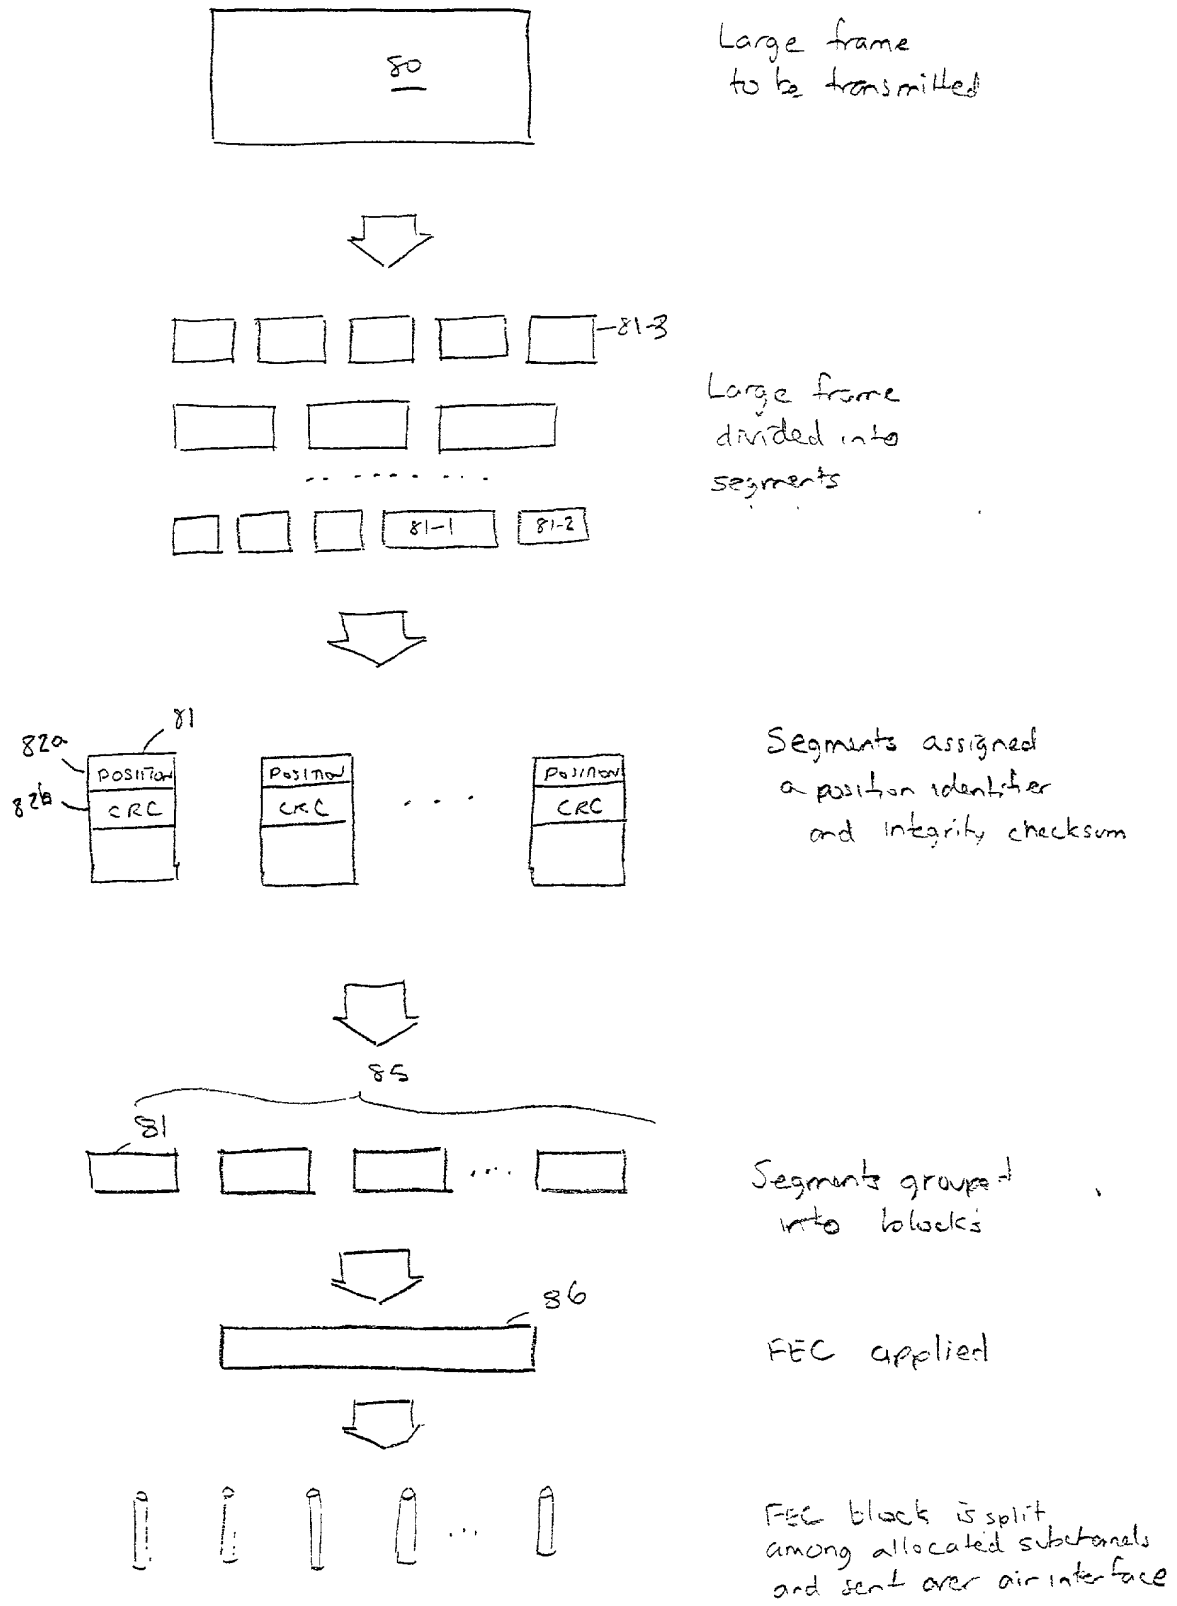 80
Large frame
to be transmitted
81-3
Large frame
divided into
segments
81-1
81-2
81
82a
POSITION
POSITION
POSITION
82b
CRC
CRC
CRC
Segments assigned
a position identifier
and integrity checksum
85
81
Segments grouped
into blocks
86
FEC applied
FEC block is split
among allocated subchannels
and sent over air interface